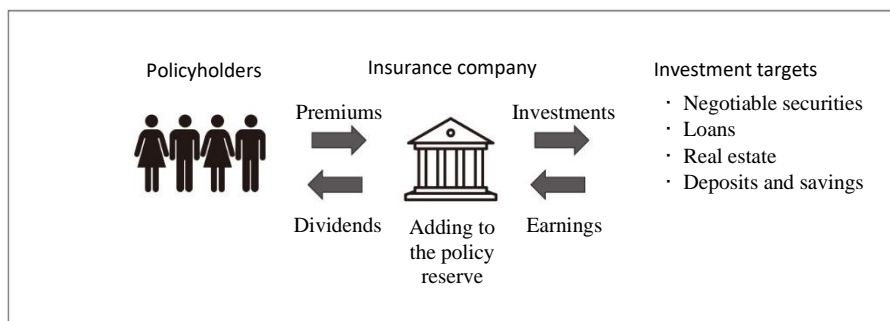 Policyholders
Insurance company
Investment targets
Premiums
Investments
・ Negotiable securities
・ Loans
・ Real estate
・ Deposits and savings
Dividends
Adding to
the policy
reserve
Earnings